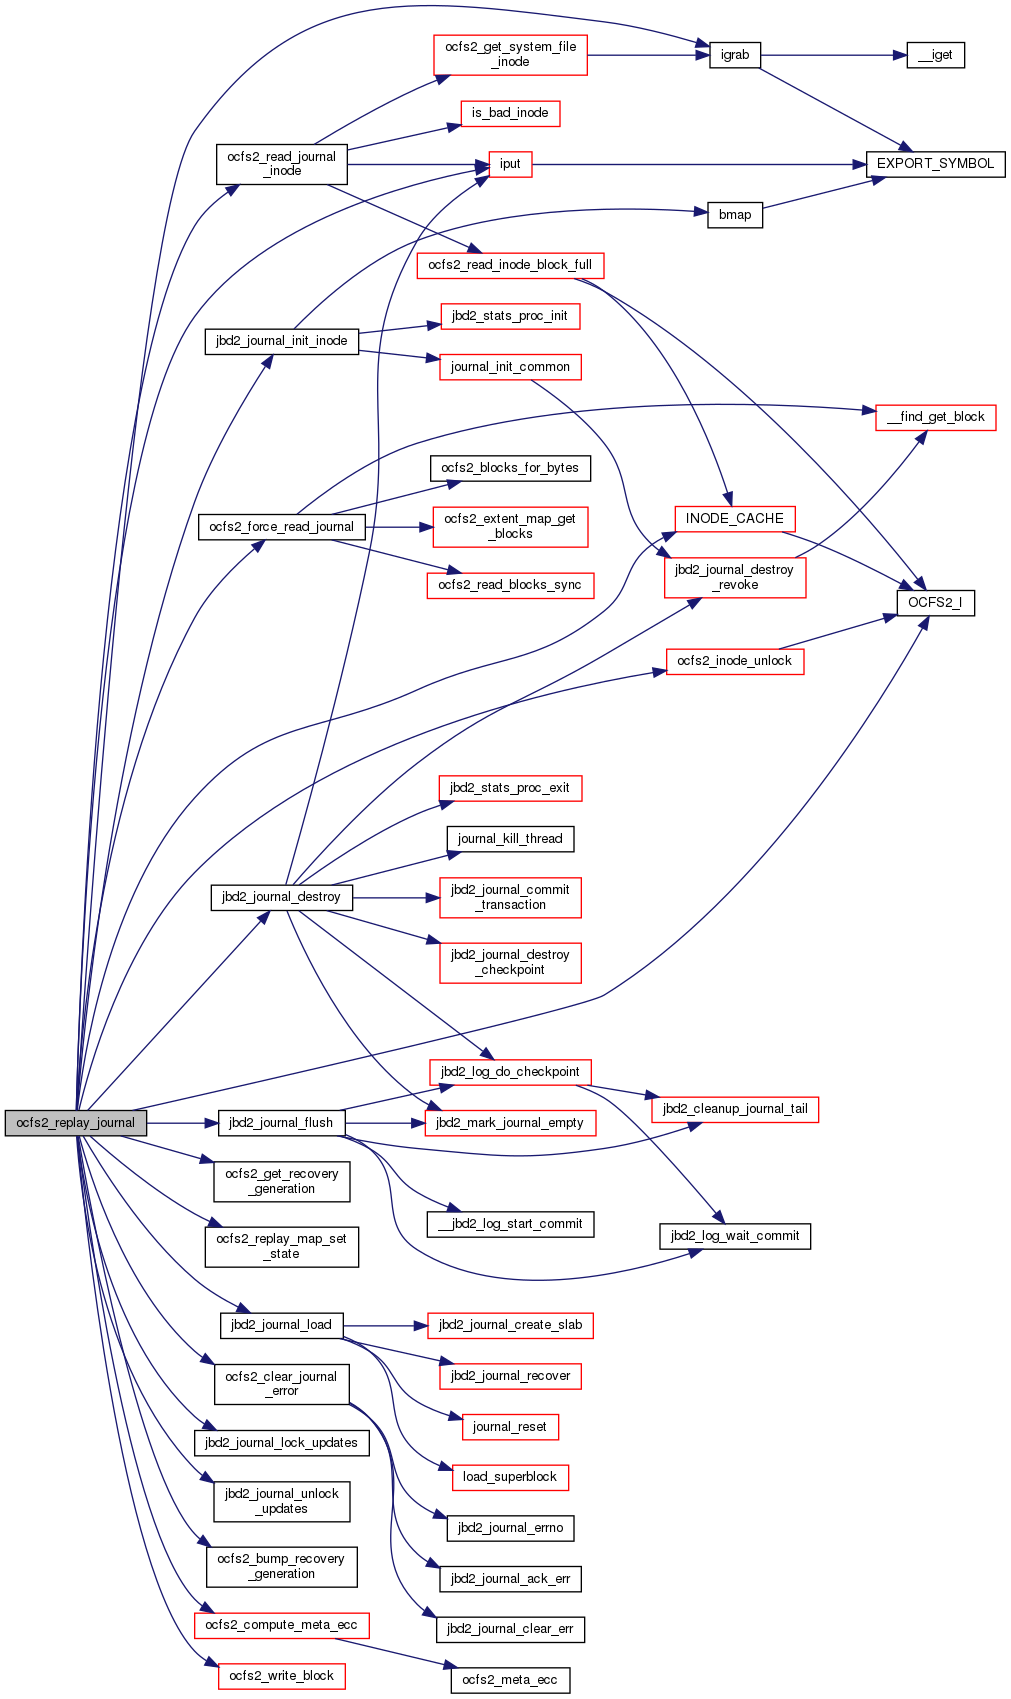 ocfs2_get_system_file
_inode
igrab
__iget
is_bad_inode
ocfs2_read_journal
_inode
iput
EXPORT_SYMBOL
bmap
ocfs2_read_inode_block_full
jbd2_stats_proc_init
jbd2_journal_init_inode
journal_init_common
__find_get_block
ocfs2_blocks_for_bytes
ocfs2_force_read_journal
ocfs2_extent_map_get
_blocks
INODE_CACHE
ocfs2_read_blocks_sync
jbd2_journal_destroy
_revoke
OCFS2_I
ocfs2_inode_unlock
jbd2_stats_proc_exit
journal_kill_thread
jbd2_journal_destroy
jbd2_journal_commit
_transaction
jbd2_journal_destroy
_checkpoint
jbd2_log_do_checkpoint
jbd2_cleanup_journal_tail
ocfs2_replay_journal
jbd2_journal_flush
jbd2_mark_journal_empty
ocfs2_get_recovery
_generation
__jbd2_log_start_commit
jbd2_log_wait_commit
ocfs2_replay_map_set
_state
jbd2_journal_load
jbd2_journal_create_slab
ocfs2_clear_journal
_error
jbd2_journal_recover
journal_reset
jbd2_journal_lock_updates
load_superblock
jbd2_journal_unlock
_updates
jbd2_journal_errno
ocfs2_bump_recovery
_generation
jbd2_journal_ack_err
ocfs2_compute_meta_ecc
jbd2_journal_clear_err
ocfs2_write_block
ocfs2_meta_ecc